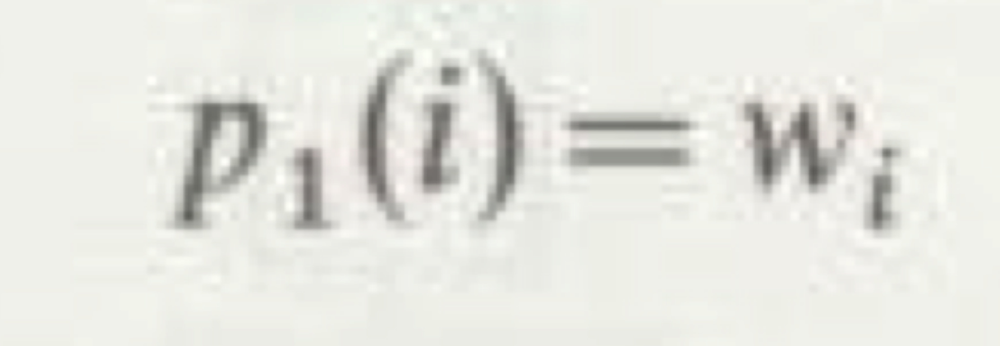 p₁(i) = wᵢ